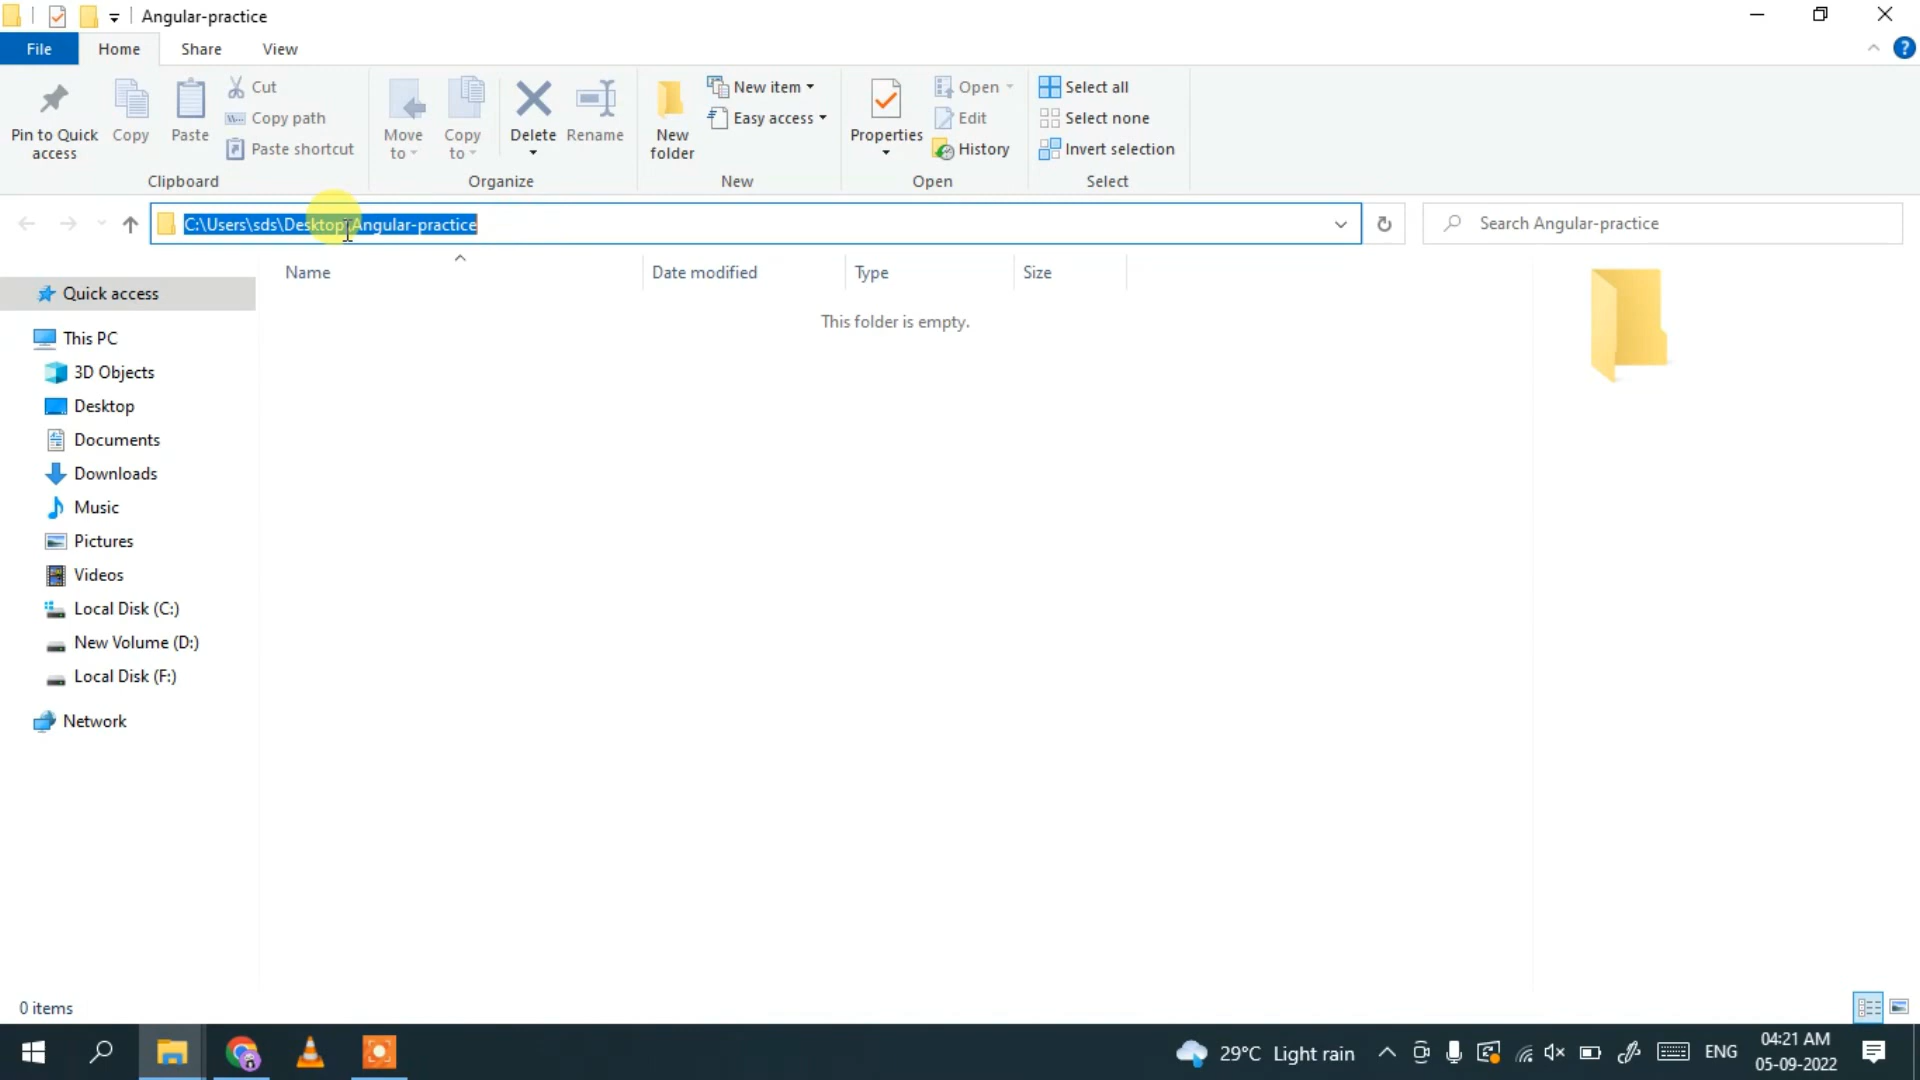 Angular-practice
File Home Share View
Pin to Quick access
Copy
Paste
Cut
Copy path
Paste shortcut
Clipboard
Move to
Copy to
Delete
Rename
Organize
New folder
New item
Easy access
New
Properties
Open
Edit
History
Open
Select all
Select none
Invert selection
Select
C:\Users\sds\Desktop\Angular-practice
Search Angular-practice
Name Date modified Type Size
This folder is empty.
Quick access
This PC
3D Objects
Desktop
Documents
Downloads
Music
Pictures
Videos
Local Disk (C:)
New Volume (D:)
Local Disk (F:)
Network
0 items
29°C Light rain
ENG
04:21 AM
05-09-2022